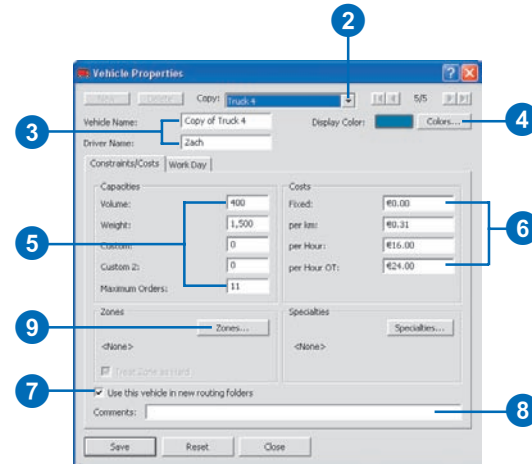 2
Vehicle Properties
New Delete Copy: Truck 4 5/5
3 Vehicle Name: Copy of Truck 4 Display Color: Colors... 4
Driver Name: Zach
Constraints/Costs Work Day
Capacities Costs
Volume: 400 Fixed: €0.00
5 Weight: 1,500 per km: €0.31 6
Custom: 0 per Hour: €16.00
Custom 2: 0 per Hour OT: €24.00
Maximum Orders: 11
Zones Specialties
9 Zones... Specialties...
<None> <None>
Treat Zone as Hard
7 Use this vehicle in new routing folders
Comments: 8
Save Reset Close